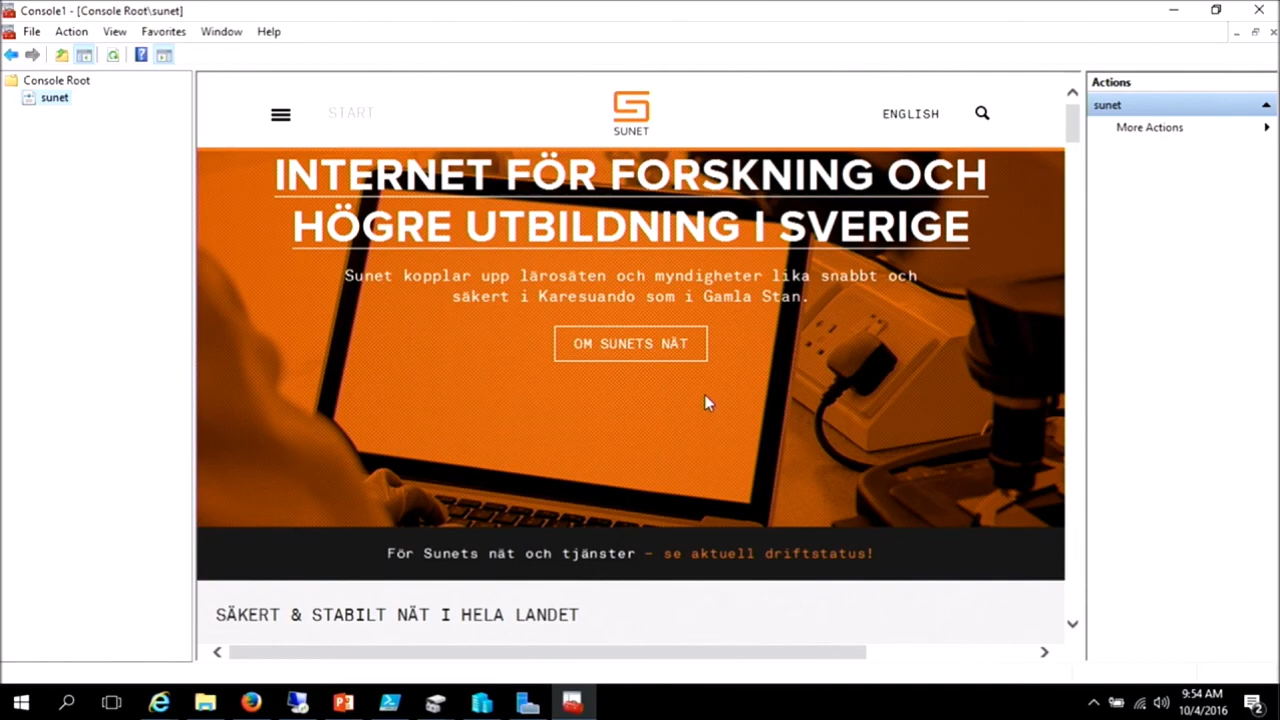 Console1 - [Console Root\sunet]
File Action View Favorites Window Help
Console Root
sunet
START
SUNET
ENGLISH
INTERNET FÖR FORSKNING OCH
HÖGRE UTBILDNING I SVERIGE
Sunet kopplar upp lärosäten och myndigheter lika snabbt och
säkert i Karesuando som i Gamla Stan.
OM SUNETS NÄT
För Sunets nät och tjänster – se aktuell driftstatus!
SÄKERT & STABILT NÄT I HELA LANDET
Actions
sunet
More Actions
9:54 AM
10/4/2016
2